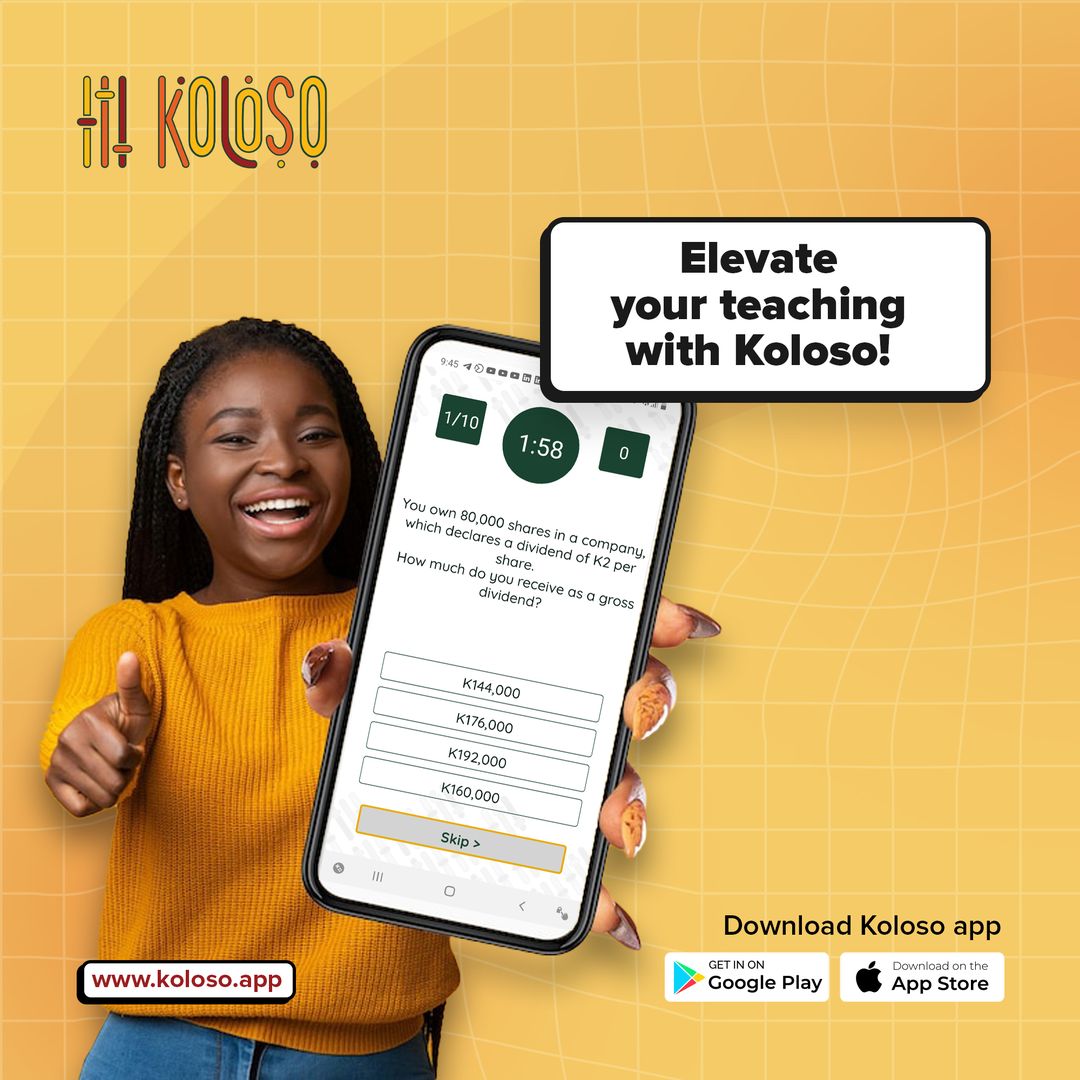 KOLOSO
Elevate
your teaching
with Koloso!
9:45
1/10
1:58
0
You own 80,000 shares in a company,
which declares a dividend of K2 per
share.
How much do you receive as a gross
dividend?
K144,000
K176,000
K192,000
K160,000
Skip >
Download Koloso app
GET IN ON
Google Play
Download on the
App Store
www.koloso.app